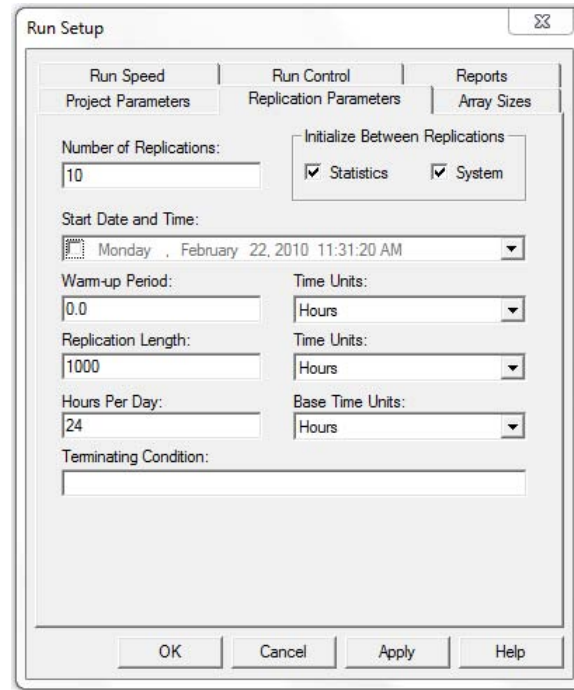 Run Setup
Run Speed Run Control Reports
Project Parameters Replication Parameters Array Sizes
Number of Replications:
10
Initialize Between Replications
Statistics System
Start Date and Time:
Monday , February 22, 2010 11:31:20 AM
Warm-up Period: Time Units:
0.0 Hours
Replication Length: Time Units:
1000 Hours
Hours Per Day: Base Time Units:
24 Hours
Terminating Condition:
OK Cancel Apply Help